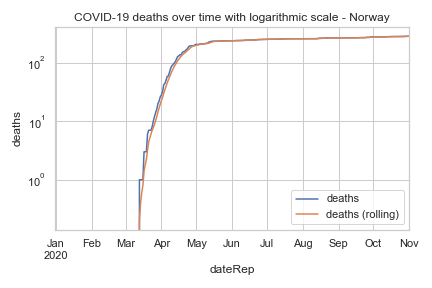 COVID-19 deaths over time with logarithmic scale - Norway
deaths
10²
10¹
10⁰
deaths
deaths (rolling)
Jan Feb Mar Apr May Jun Jul Aug Sep Oct Nov
2020
dateRep